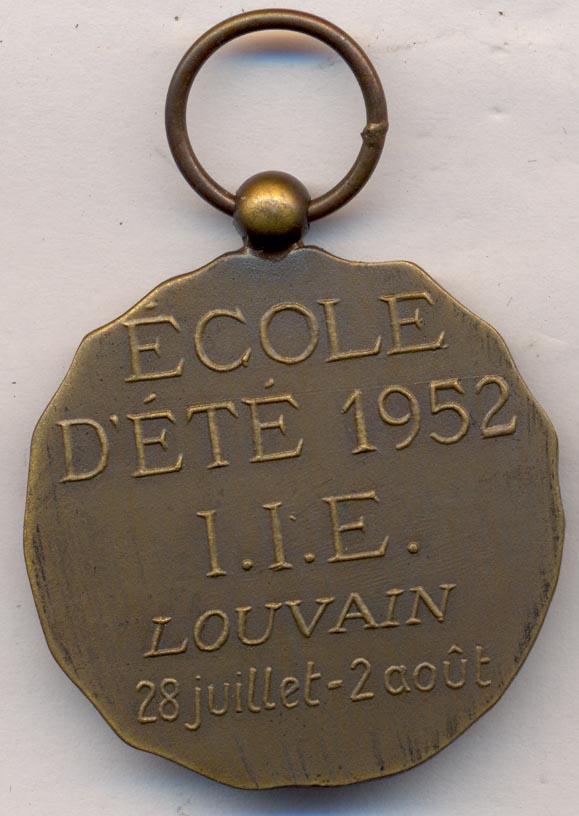 ÉCOLE
D'ÉTÉ 1952
I.I.E.
LOUVAIN
28 juillet - 2 août